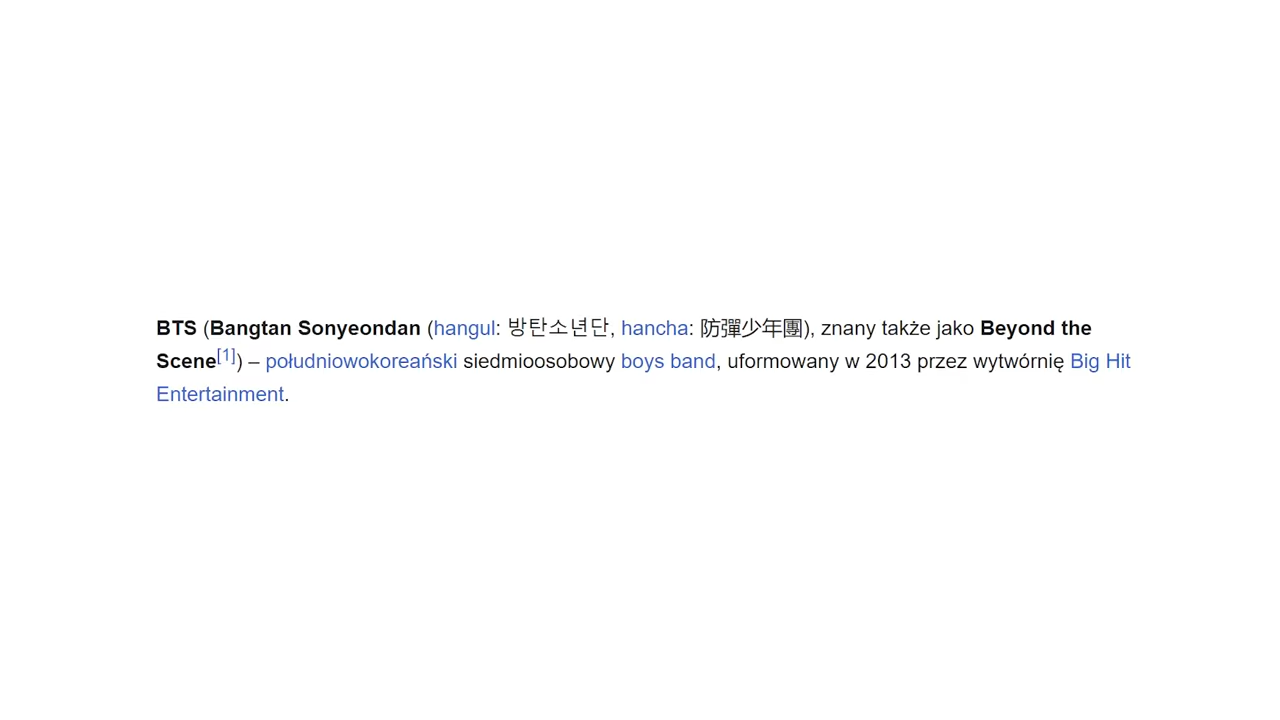 BTS (Bangtan Sonyeondan (hangul: 방탄소년단, hancha: 防彈少年團), znany także jako Beyond the
Scene[1]) – południowokoreański siedmioosobowy boys band, uformowany w 2013 przez wytwórnię Big Hit
Entertainment.